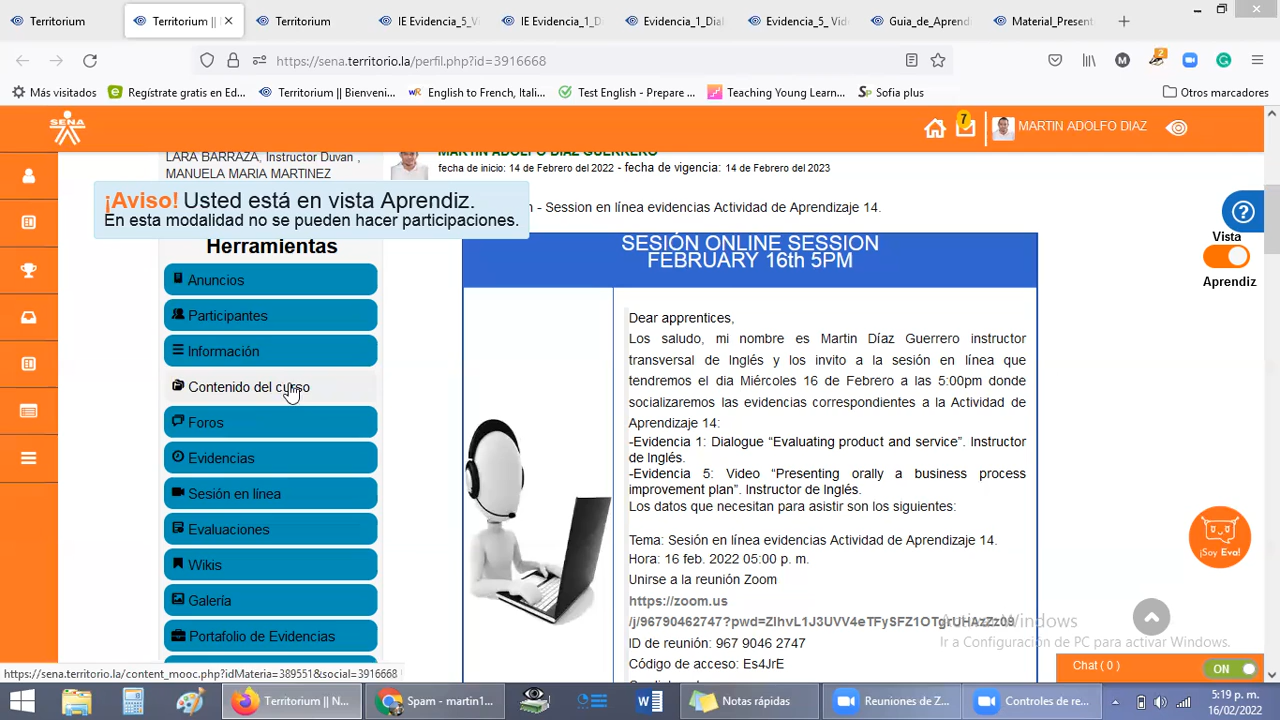 Territorium
Territorium ||
Territorium
IE Evidencia_5_V
IE Evidencia_1_D
Evidencia_1_Dial
Evidencia_5_ Vid
Guia_de_Aprend
Material_Present
https://sena.territorio.la/perfil.php?id=3916668
M
2
Más visitados
Regístrate gratis en Ed...
Territorium || Bienveni...
English to French, Itali...
Test English - Prepare ...
Teaching Young Learn...
Sofia plus
Otros marcadores
SENA
7
MARTIN ADOLFO DIAZ
LARA BARRAZA, Instructor Duvan ,
MANUELA MARIA MARTINEZ
MARTIN ADOLFO DIAZ GUERRERO
fecha de inicio: 14 de Febrero del 2022 - fecha de vigencia: 14 de Febrero del 2023
¡Aviso! Usted está en vista Aprendiz.
En esta modalidad no se pueden hacer participaciones.
- Session en línea evidencias Actividad de Aprendizaje 14.
Vista
Aprendiz
Herramientas
Anuncios
Participantes
Información
Contenido del curso
Foros
Evidencias
Sesión en línea
Evaluaciones
Wikis
Galería
Portafolio de Evidencias
SESIÓN ONLINE SESSION
FEBRUARY 16th 5PM
Dear apprentices,
Los saludo, mi nombre es Martin Díaz Guerrero instructor
transversal de Inglés y los invito a la sesión en línea que
tendremos el dia Miércoles 16 de Febrero a las 5:00pm donde
socializaremos las evidencias correspondientes a la Actividad de
Aprendizaje 14:
-Evidencia 1: Dialogue “Evaluating product and service”. Instructor
de Inglés.
-Evidencia 5: Video “Presenting orally a business process
improvement plan”. Instructor de Inglés.
Los datos que necesitan para asistir son los siguientes:
Tema: Sesión en línea evidencias Actividad de Aprendizaje 14.
Hora: 16 feb. 2022 05:00 p. m.
Unirse a la reunión Zoom
https://zoom.us
/j/96790462747?pwd=ZlhvL1J3UVV4eTFySFZ1OTgrUHAzZz09
ID de reunión: 967 9046 2747
Código de acceso: Es4JrE
¡Soy Eva!
Activar Windows
Ir a Configuración de PC para activar Windows.
Chat ( 0 )
ON
https://sena.territorio.la/content_mooc.php?idMateria=389551&social=3916668
Territorium || N...
Spam - martin1...
Notas rápidas
Reuniones de Z...
Controles de re...
5:19 p. m.
16/02/2022